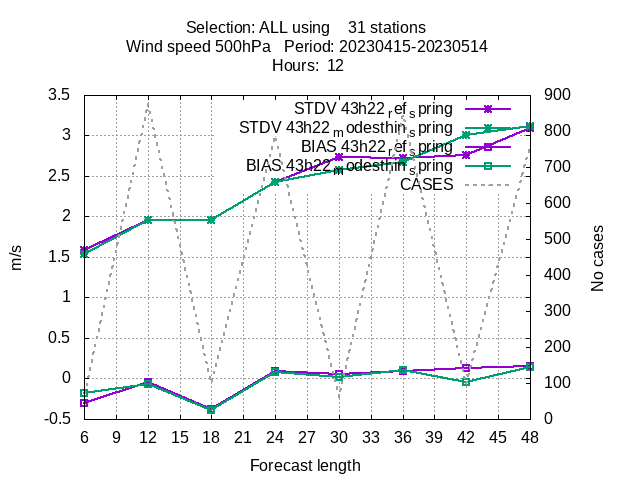 Selection: ALL using 31 stations
Wind speed 500hPa Period: 20230415-20230514
Hours: 12
STDV 43h22_ref_spring
STDV 43h22_modesthin_spring
BIAS 43h22_ref_spring
BIAS 43h22_modesthin_spring
CASES
3.5
3
2.5
2
1.5
1
0.5
0
-0.5
m/s
900
800
700
600
500
400
300
200
100
0
No cases
6 9 12 15 18 21 24 27 30 33 36 39 42 45 48
Forecast length